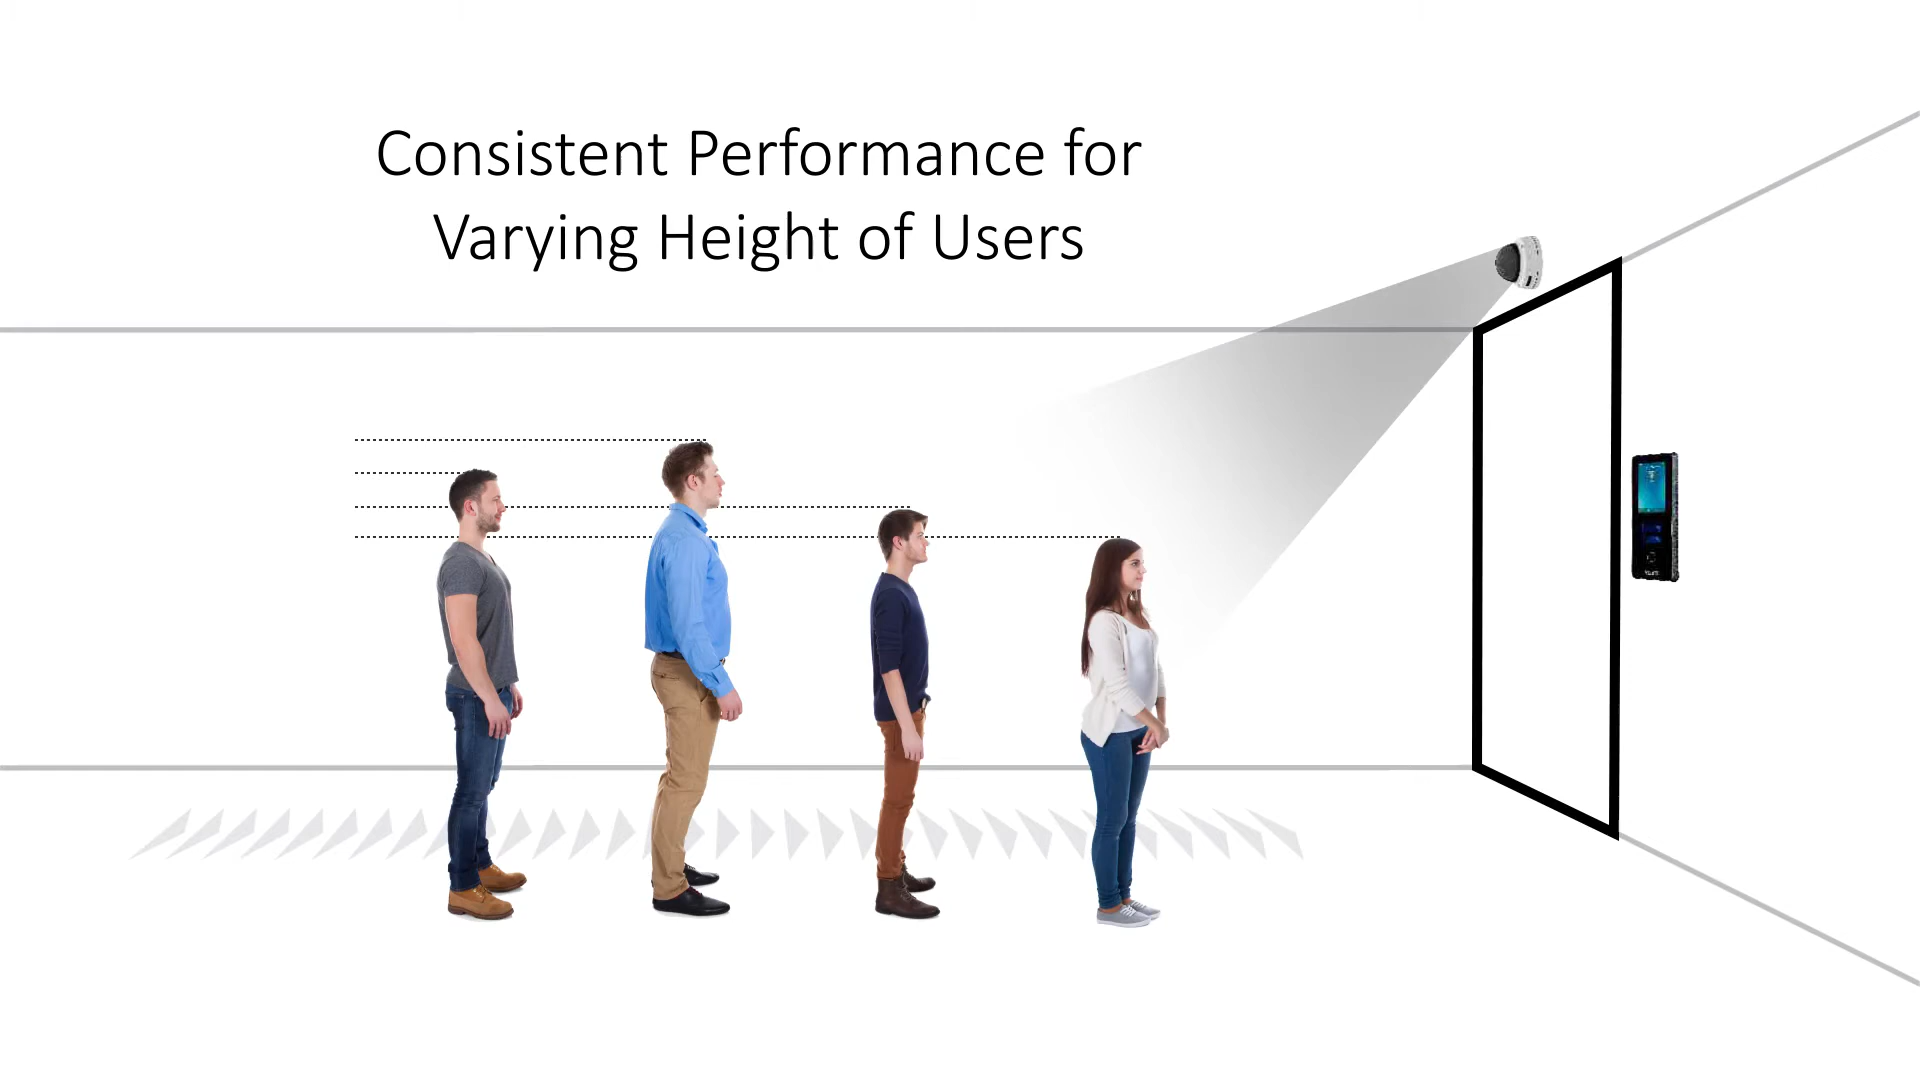 Consistent Performance for
Varying Height of Users